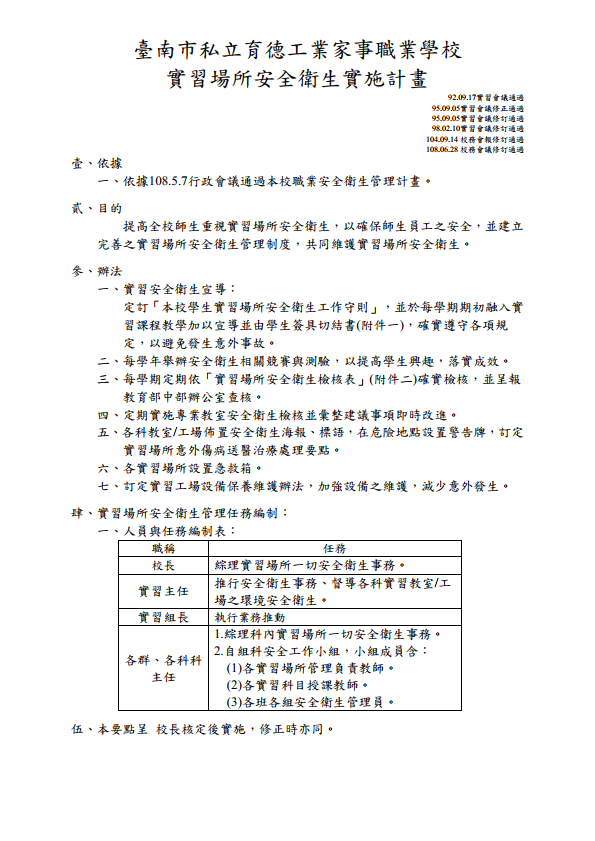 臺南市私立育德工業家事職業學校
實習場所安全衛生實施計畫
92.09.17實習會議通過
95.09.05實習會議修正通過
95.09.05實習會議修訂通過
98.02.10實習會議修訂通過
104.09.14 校務會報修訂通過
108.06.28 校務會議修訂通過
壹、依據
一、依據108.5.7行政會議通過本校職業安全衛生管理計畫。
貳、目的
提高全校師生重視實習場所安全衛生，以確保師生員工之安全，並建立
完善之實習場所安全衛生管理制度，共同維護實習場所安全衛生。
參、辦法
一、實習安全衛生宣導：
定訂「本校學生實習場所安全衛生工作守則」，並於每學期期初融入實
習課程教學加以宣導並由學生簽具切結書(附件一)，確實遵守各項規
定，以避免發生意外事故。
二、每學年舉辦安全衛生相關競賽與測驗，以提高學生興趣，落實成效。
三、每學期定期依「實習場所安全衛生檢核表」(附件二)確實檢核，並呈報
教育部中部辦公室查核。
四、定期實施專業教室安全衛生檢核並彙整建議事項即時改進。
五、各科教室/工場佈置安全衛生海報、標語，在危險地點設置警告牌，訂定
實習場所意外傷病送醫治療處理要點。
六、各實習場所設置急救箱。
七、訂定實習工場設備保養維護辦法，加強設備之維護，減少意外發生。
肆、實習場所安全衛生管理任務編制：
一、人員與任務編制表：
職稱 任務
校長 綜理實習場所一切安全衛生事務。
實習主任 推行安全衛生事務、督導各科實習教室/工
場之環境安全衛生。
實習組長 執行業務推動
各群、各科科
主任
1.綜理科內實習場所一切安全衛生事務。
2.自組科安全工作小組，小組成員含：
(1)各實習場所管理負責教師。
(2)各實習科目授課教師。
(3)各班各組安全衛生管理員。
伍、本要點呈 校長核定後實施，修正時亦同。